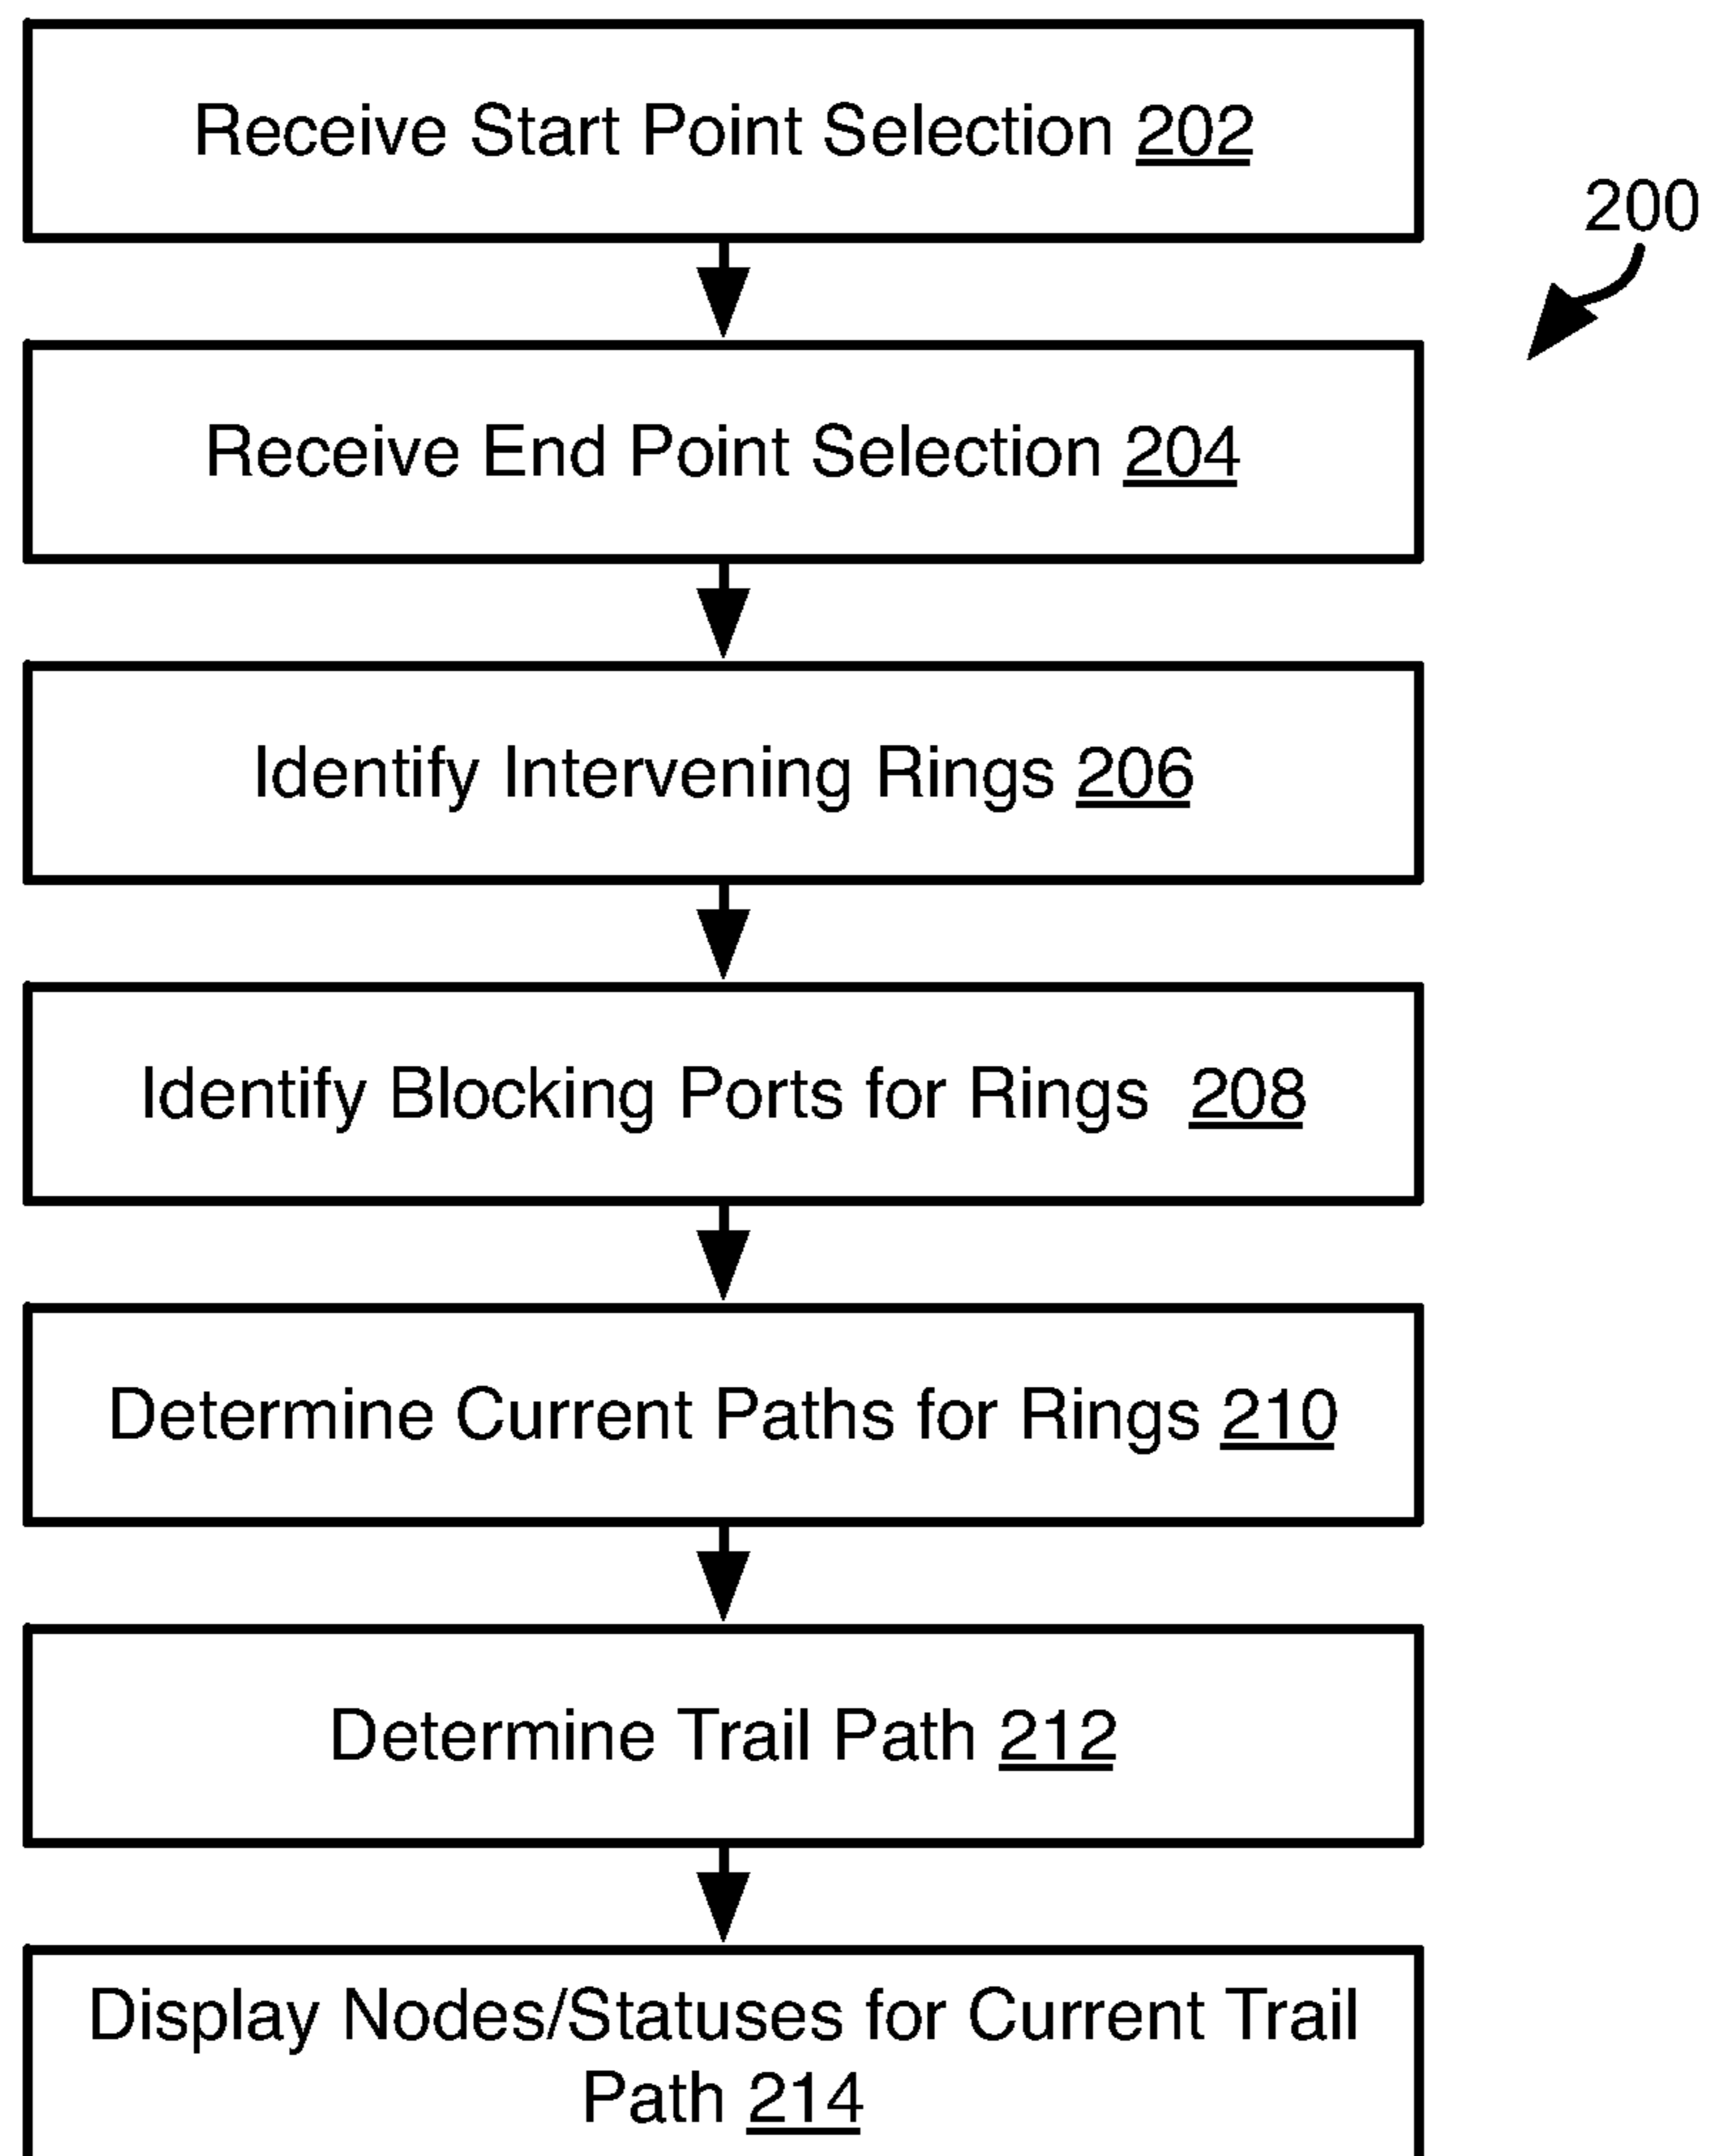 Receive Start Point Selection 202
200
Receive End Point Selection 204
Identify Intervening Rings 206
Identify Blocking Ports for Rings 208
Determine Current Paths for Rings 210
Determine Trail Path 212
Display Nodes/Statuses for Current Trail
Path 214